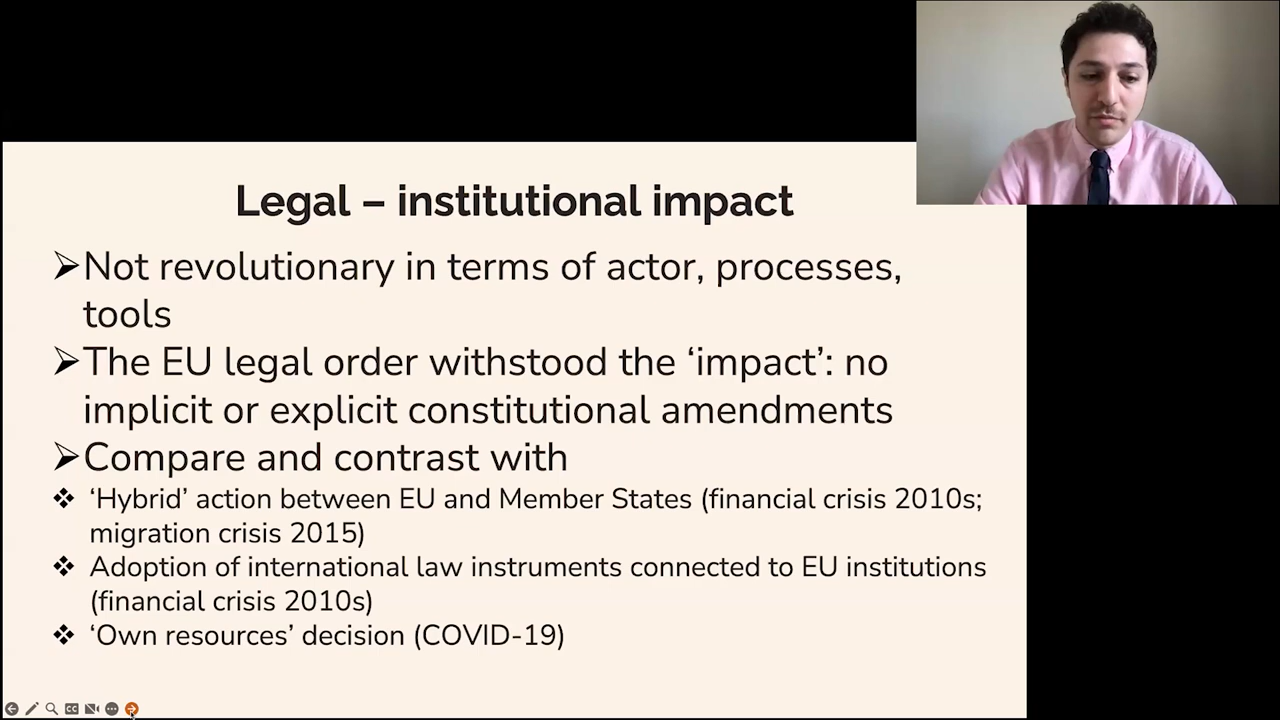 Legal – institutional impact
➢Not revolutionary in terms of actor, processes,
tools
➢The EU legal order withstood the ‘impact’: no
implicit or explicit constitutional amendments
➢Compare and contrast with
❖ ‘Hybrid’ action between EU and Member States (financial crisis 2010s;
migration crisis 2015)
❖ Adoption of international law instruments connected to EU institutions
(financial crisis 2010s)
❖ ‘Own resources’ decision (COVID-19)
CC